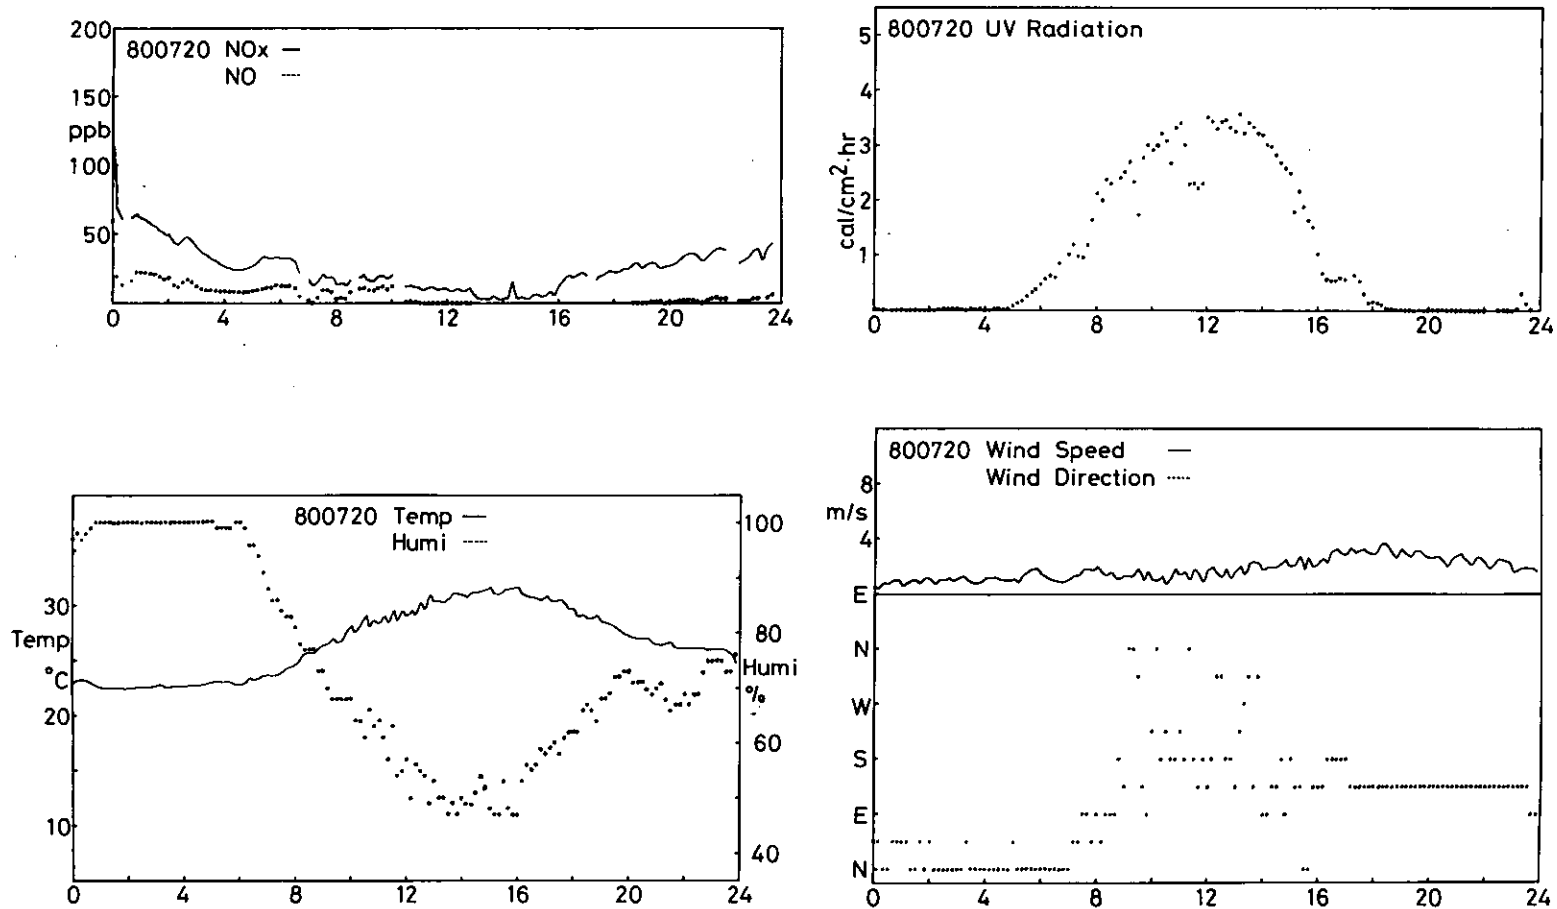 800720 NOx —
NO ----
200
150
ppb
100
50
0 4 8 12 16 20 24
800720 UV Radiation
5
4
3
2
1
cal/cm²·hr
0 4 8 12 16 20 24
800720 Temp —
Humi ----
30
Temp
°C
20
10
100
80
Humi
%
60
40
0 4 8 12 16 20 24
800720 Wind Speed —
Wind Direction ----
8
m/s
4
E
N
W
S
E
N
0 4 8 12 16 20 24